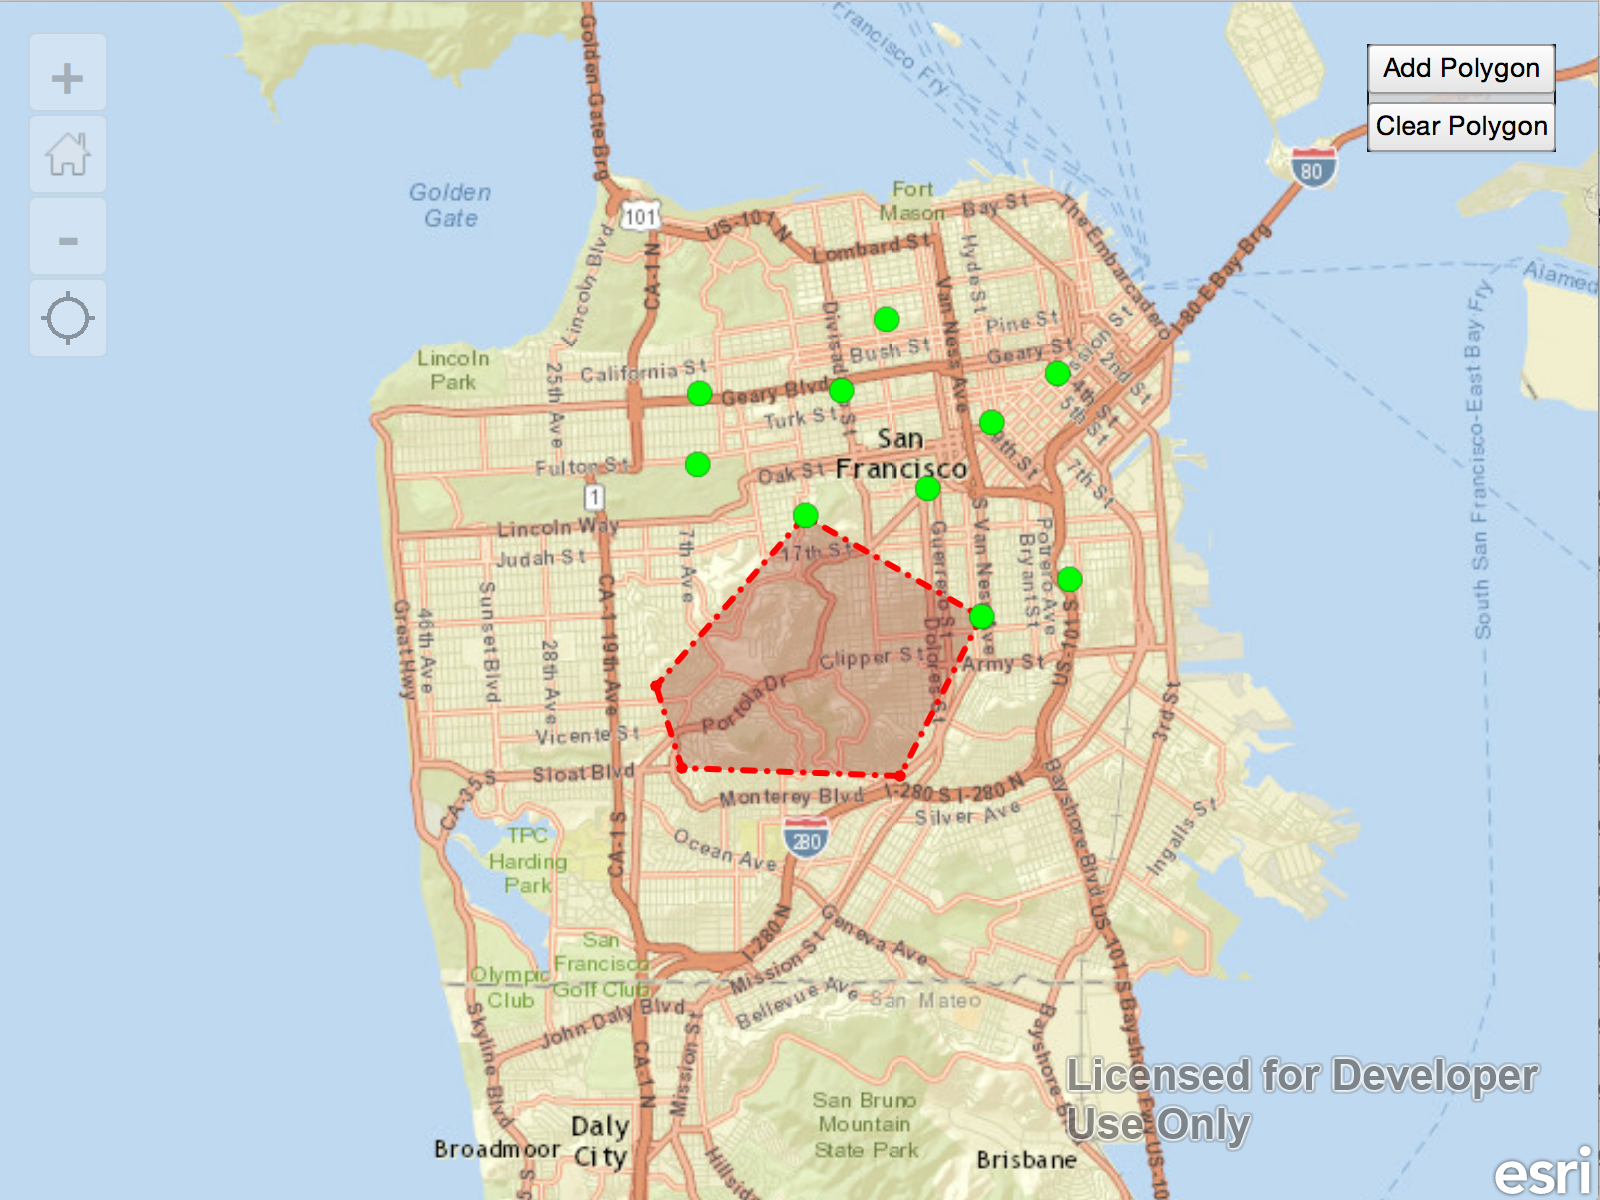 Golden Gate Brg
Francisco Fry
Add Polygon
Clear Polygon
+
-
80
Golden
Gate
101
US-101 N
Fort
Mason
Bay St
The Embarcadero
Lombard St
Hyde St
I-80 E Bay Brg
Alamed
Lincoln Blvd
CA-1 N
Divisad
St
Van Ness Ave
Pine St
Bush St
Geary St
ssion St
2nd St
4th St
5th St
Lincoln
Park
25th Ave
California St
Geary Blvd
Turk St
San
Francisco
9th St
7th St
Fulton St
Oak St
1
Lincoln Way
Judah St
7th Ave
17th St
Guerrero St
S Van Ness Ave
Bryant St
Potrero Ave
US-101 S
South San Francisco-East Bay Fry
Great Hwy
46th Ave
Sunset Blvd
28th Ave
CA-1 19th Ave
Clipper St
Dolores St
Army St
Portola Dr
Vicente St
3rd St
Sloat Blvd
CA-35 S
Monterey Blvd
I-280 S I-280 N
Silver Ave
280
Ocean Ave
Ingalls St
Bayshore Blvd US-101 S Baysho
TPC
Harding
Park
CA-1 S
I-280 N
Geneva Ave
Mission St
San
Francisco
Golf Club
Olympic
Club
Bellevue Ave
San Mateo
John Daly Blvd
Skyline Blvd
CA-1 N
Mission St
Bayshore B
Fwy US-10
Licensed for Developer
Use Only
San Bruno
Mountain
State Park
Daly
City
Broadmoor
Brisbane
Hillsid
5 S
esri